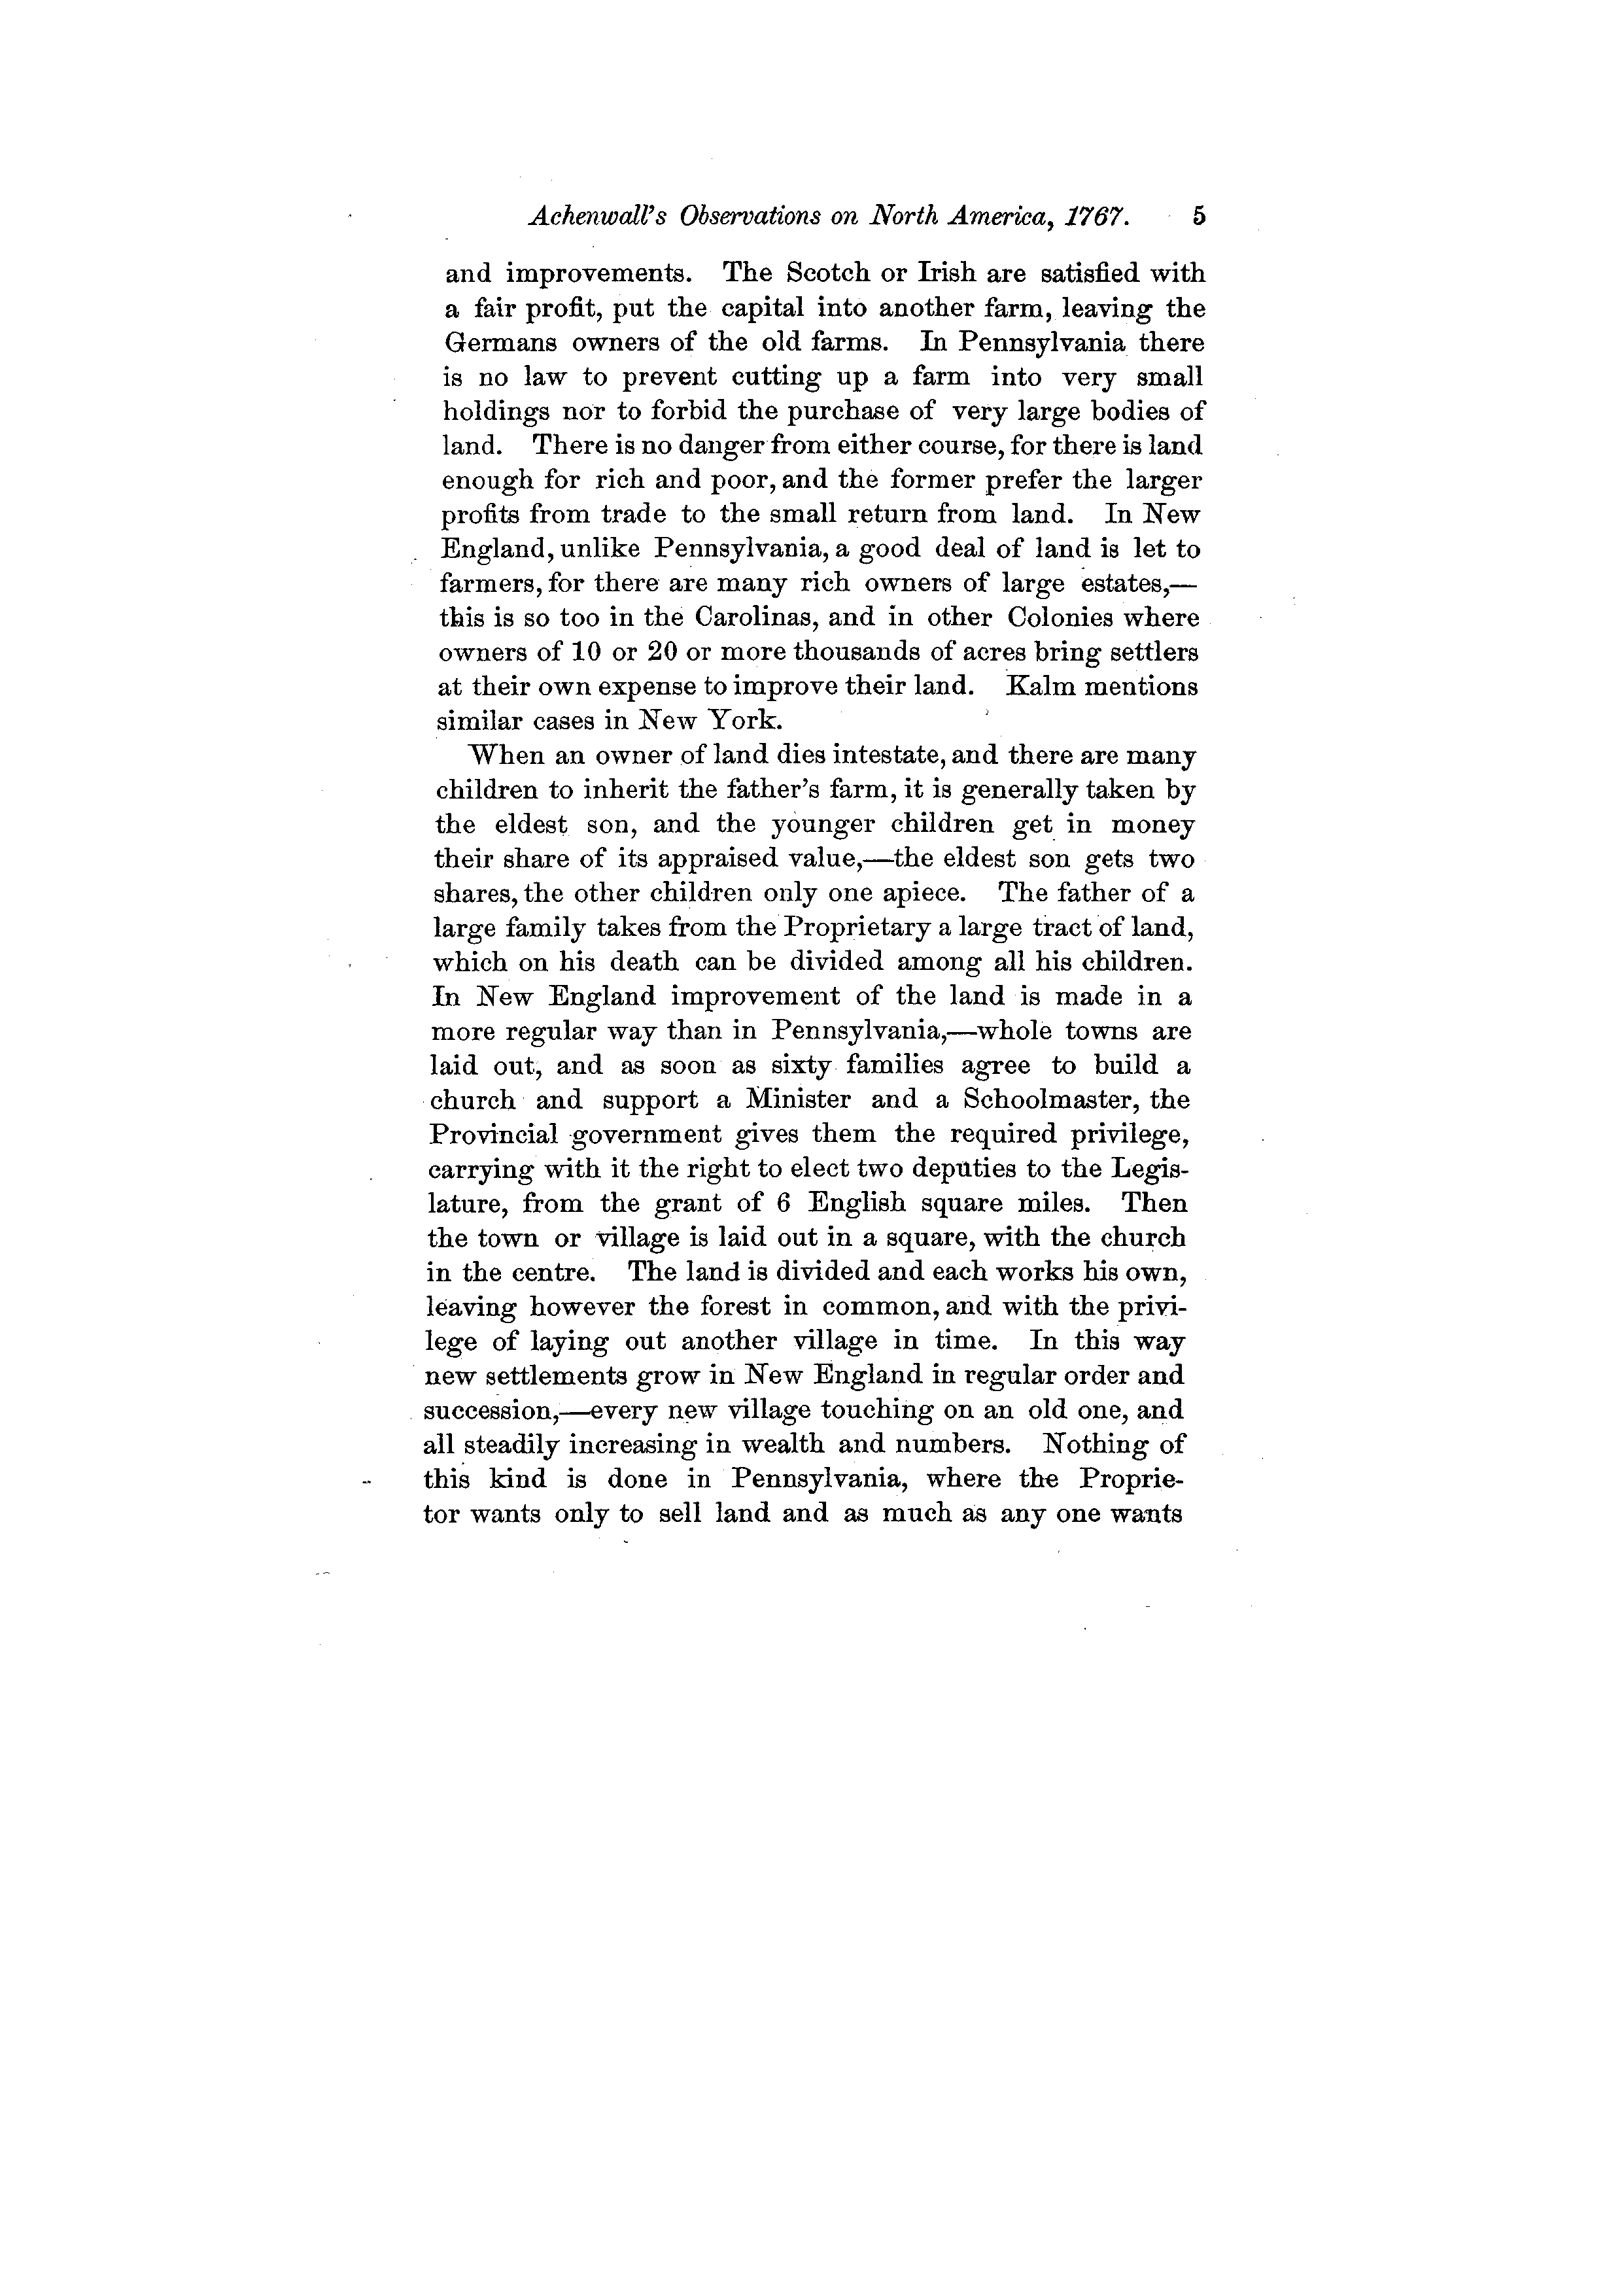 Achenwall's Observations on North America, 1767. 5
and improvements. The Scotch or Irish are satisfied with
a fair profit, put the capital into another farm, leaving the
Germans owners of the old farms. In Pennsylvania there
is no law to prevent cutting up a farm into very small
holdings nor to forbid the purchase of very large bodies of
land. There is no danger from either course, for there is land
enough for rich and poor, and the former prefer the larger
profits from trade to the small return from land. In New
England, unlike Pennsylvania, a good deal of land is let to
farmers, for there are many rich owners of large estates,—
this is so too in the Carolinas, and in other Colonies where
owners of 10 or 20 or more thousands of acres bring settlers
at their own expense to improve their land. Kalm mentions
similar cases in New York.
When an owner of land dies intestate, and there are many
children to inherit the father's farm, it is generally taken by
the eldest son, and the younger children get in money
their share of its appraised value,—the eldest son gets two
shares, the other children only one apiece. The father of a
large family takes from the Proprietary a large tract of land,
which on his death can be divided among all his children.
In New England improvement of the land is made in a
more regular way than in Pennsylvania,—whole towns are
laid out, and as soon as sixty families agree to build a
church and support a Minister and a Schoolmaster, the
Provincial government gives them the required privilege,
carrying with it the right to elect two deputies to the Legis-
lature, from the grant of 6 English square miles. Then
the town or village is laid out in a square, with the church
in the centre. The land is divided and each works his own,
leaving however the forest in common, and with the privi-
lege of laying out another village in time. In this way
new settlements grow in New England in regular order and
succession,—every new village touching on an old one, and
all steadily increasing in wealth and numbers. Nothing of
this kind is done in Pennsylvania, where the Proprie-
tor wants only to sell land and as much as any one wants